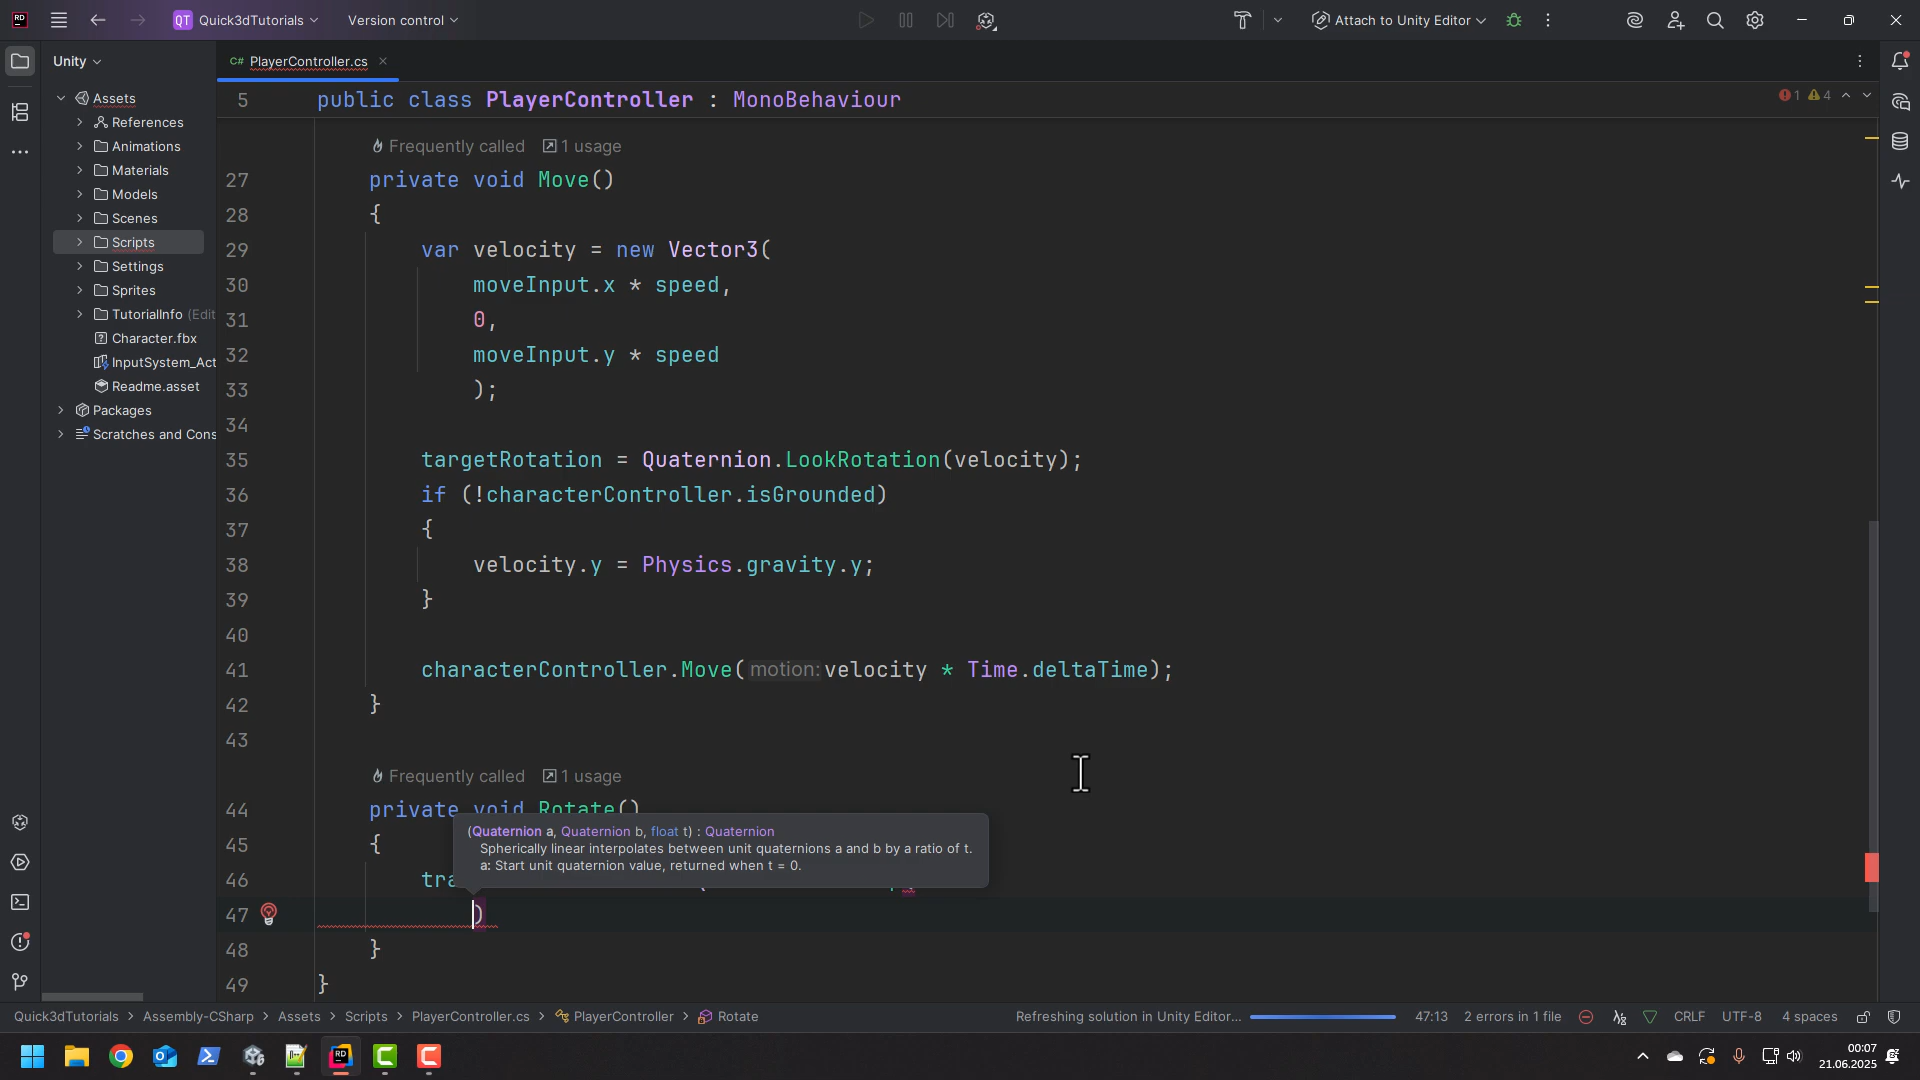 QT Quick3dTutorials
Version control
Attach to Unity Editor
Unity
C# PlayerController.cs
Assets
References
Animations
Materials
Models
Scenes
Scripts
Settings
Sprites
TutorialInfo (Edit
Character.fbx
InputSystem_Act
Readme.asset
Packages
Scratches and Cons
1 4
5 public class PlayerController : MonoBehaviour
Frequently called 1 usage
27 private void Move()
28 {
29 var velocity = new Vector3(
30 moveInput.x * speed,
31 0,
32 moveInput.y * speed
33 );
34
35 targetRotation = Quaternion.LookRotation(velocity);
36 if (!characterController.isGrounded)
37 {
38 velocity.y = Physics.gravity.y;
39 }
40
41 characterController.Move(motion:velocity * Time.deltaTime);
42 }
43
Frequently called 1 usage
44 private void Rotate()
(Quaternion a, Quaternion b, float t) : Quaternion
45 {
Spherically linear interpolates between unit quaternions a and b by a ratio of t.
a: Start unit quaternion value, returned when t = 0.
46 tra
47 )
48 }
49 }
Quick3dTutorials > Assembly-CSharp > Assets > Scripts > PlayerController.cs > PlayerController > Rotate
Refreshing solution in Unity Editor...
47:13 2 errors in 1 file CRLF UTF-8 4 spaces
00:07
21.06.2025